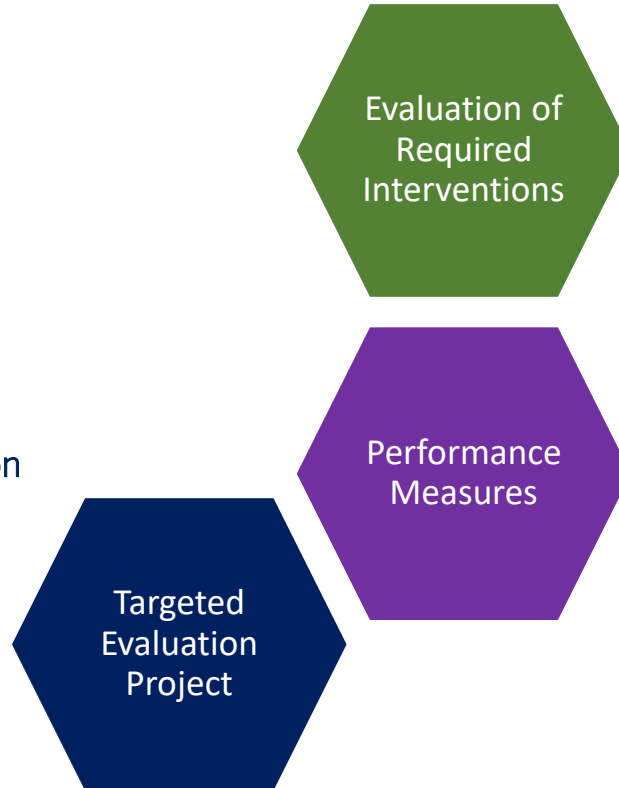 Evaluation of
Required
Interventions
Performance
Measures
Targeted
Evaluation
Project